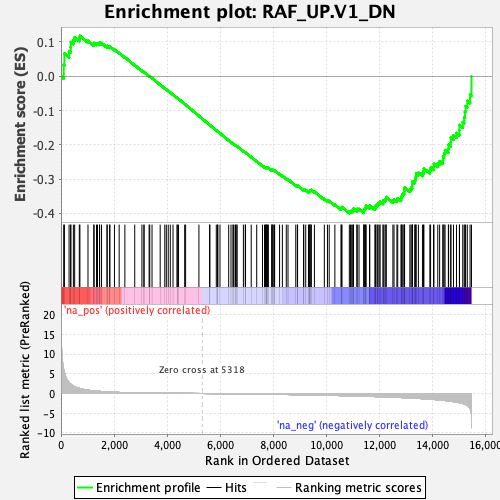 Enrichment plot: RAF_UP.V1_DN
Enrichment score (ES)
0.1
0.0
-0.1
-0.2
-0.3
-0.4
'na_pos' (positively correlated)
Ranked list metric (PreRanked)
20
15
10
5
0
-5
-10
Zero cross at 5318
'na_neg' (negatively correlated)
0 2,000 4,000 6,000 8,000 10,000 12,000 14,000 16,000
Rank in Ordered Dataset
Enrichment profile Hits Ranking metric scores